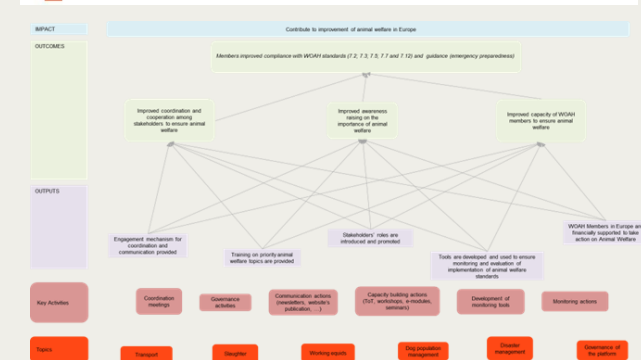 IMPACT
Contribute to improvement of animal welfare in Europe
OUTCOMES
Members improved compliance with WOAH standards (7.2; 7.3; 7.5; 7.7 and 7.12) and guidance (emergency preparedness)
Improved coordination and
cooperation among
stakeholders to ensure animal
welfare
Improved awareness
raising on the
importance of animal
welfare
Improved capacity of WOAH
members to ensure animal
welfare
OUTPUTS
Engagement mechanism for
coordination and
communication provided
Training on priority animal
welfare topics are provided
Stakeholders' roles are
introduced and promoted
Tools are developed and used to ensure
monitoring and evaluation of
implementation of animal welfare
standards
WOAH Members in Europe are
financially supported to take
action on Animal Welfare
Key Activities
Coordination
meetings
Governance
activities
Communication actions
(newsletters, website's
publication, …)
Capacity building actions
(ToT, workshops, e-modules,
seminars)
Development of
monitoring tools
Monitoring actions
Topics
Transport
Slaughter
Working equids
Dog population
management
Disaster
management
Governance of
the platform